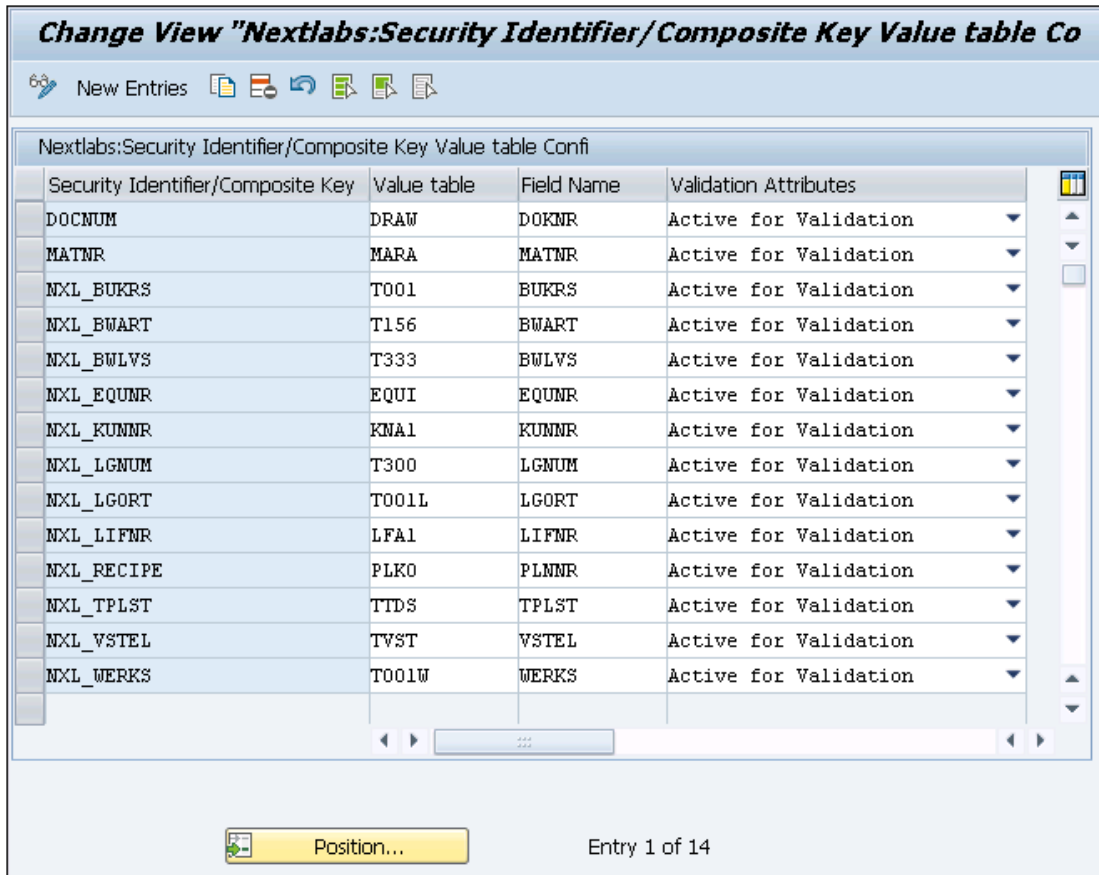 Change View "Nextlabs:Security Identifier/Composite Key Value table Co
New Entries
Nextlabs:Security Identifier/Composite Key Value table Confi
Security Identifier/Composite Key Value table Field Name Validation Attributes
DOCNUM DRAW DOKNR Active for Validation
MATNR MARA MATNR Active for Validation
NXL_BUKRS T001 BUKRS Active for Validation
NXL_BWART T156 BWART Active for Validation
NXL_BWLVS T333 BWLVS Active for Validation
NXL_EQUNR EQUI EQUNR Active for Validation
NXL_KUNNR KNA1 KUNNR Active for Validation
NXL_LGNUM T300 LGNUM Active for Validation
NXL_LGORT T001L LGORT Active for Validation
NXL_LIFNR LFA1 LIFNR Active for Validation
NXL_RECIPE PLKO PLNNR Active for Validation
NXL_TPLST TTDS TPLST Active for Validation
NXL_VSTEL TVST VSTEL Active for Validation
NXL_WERKS T001W WERKS Active for Validation
Position... Entry 1 of 14